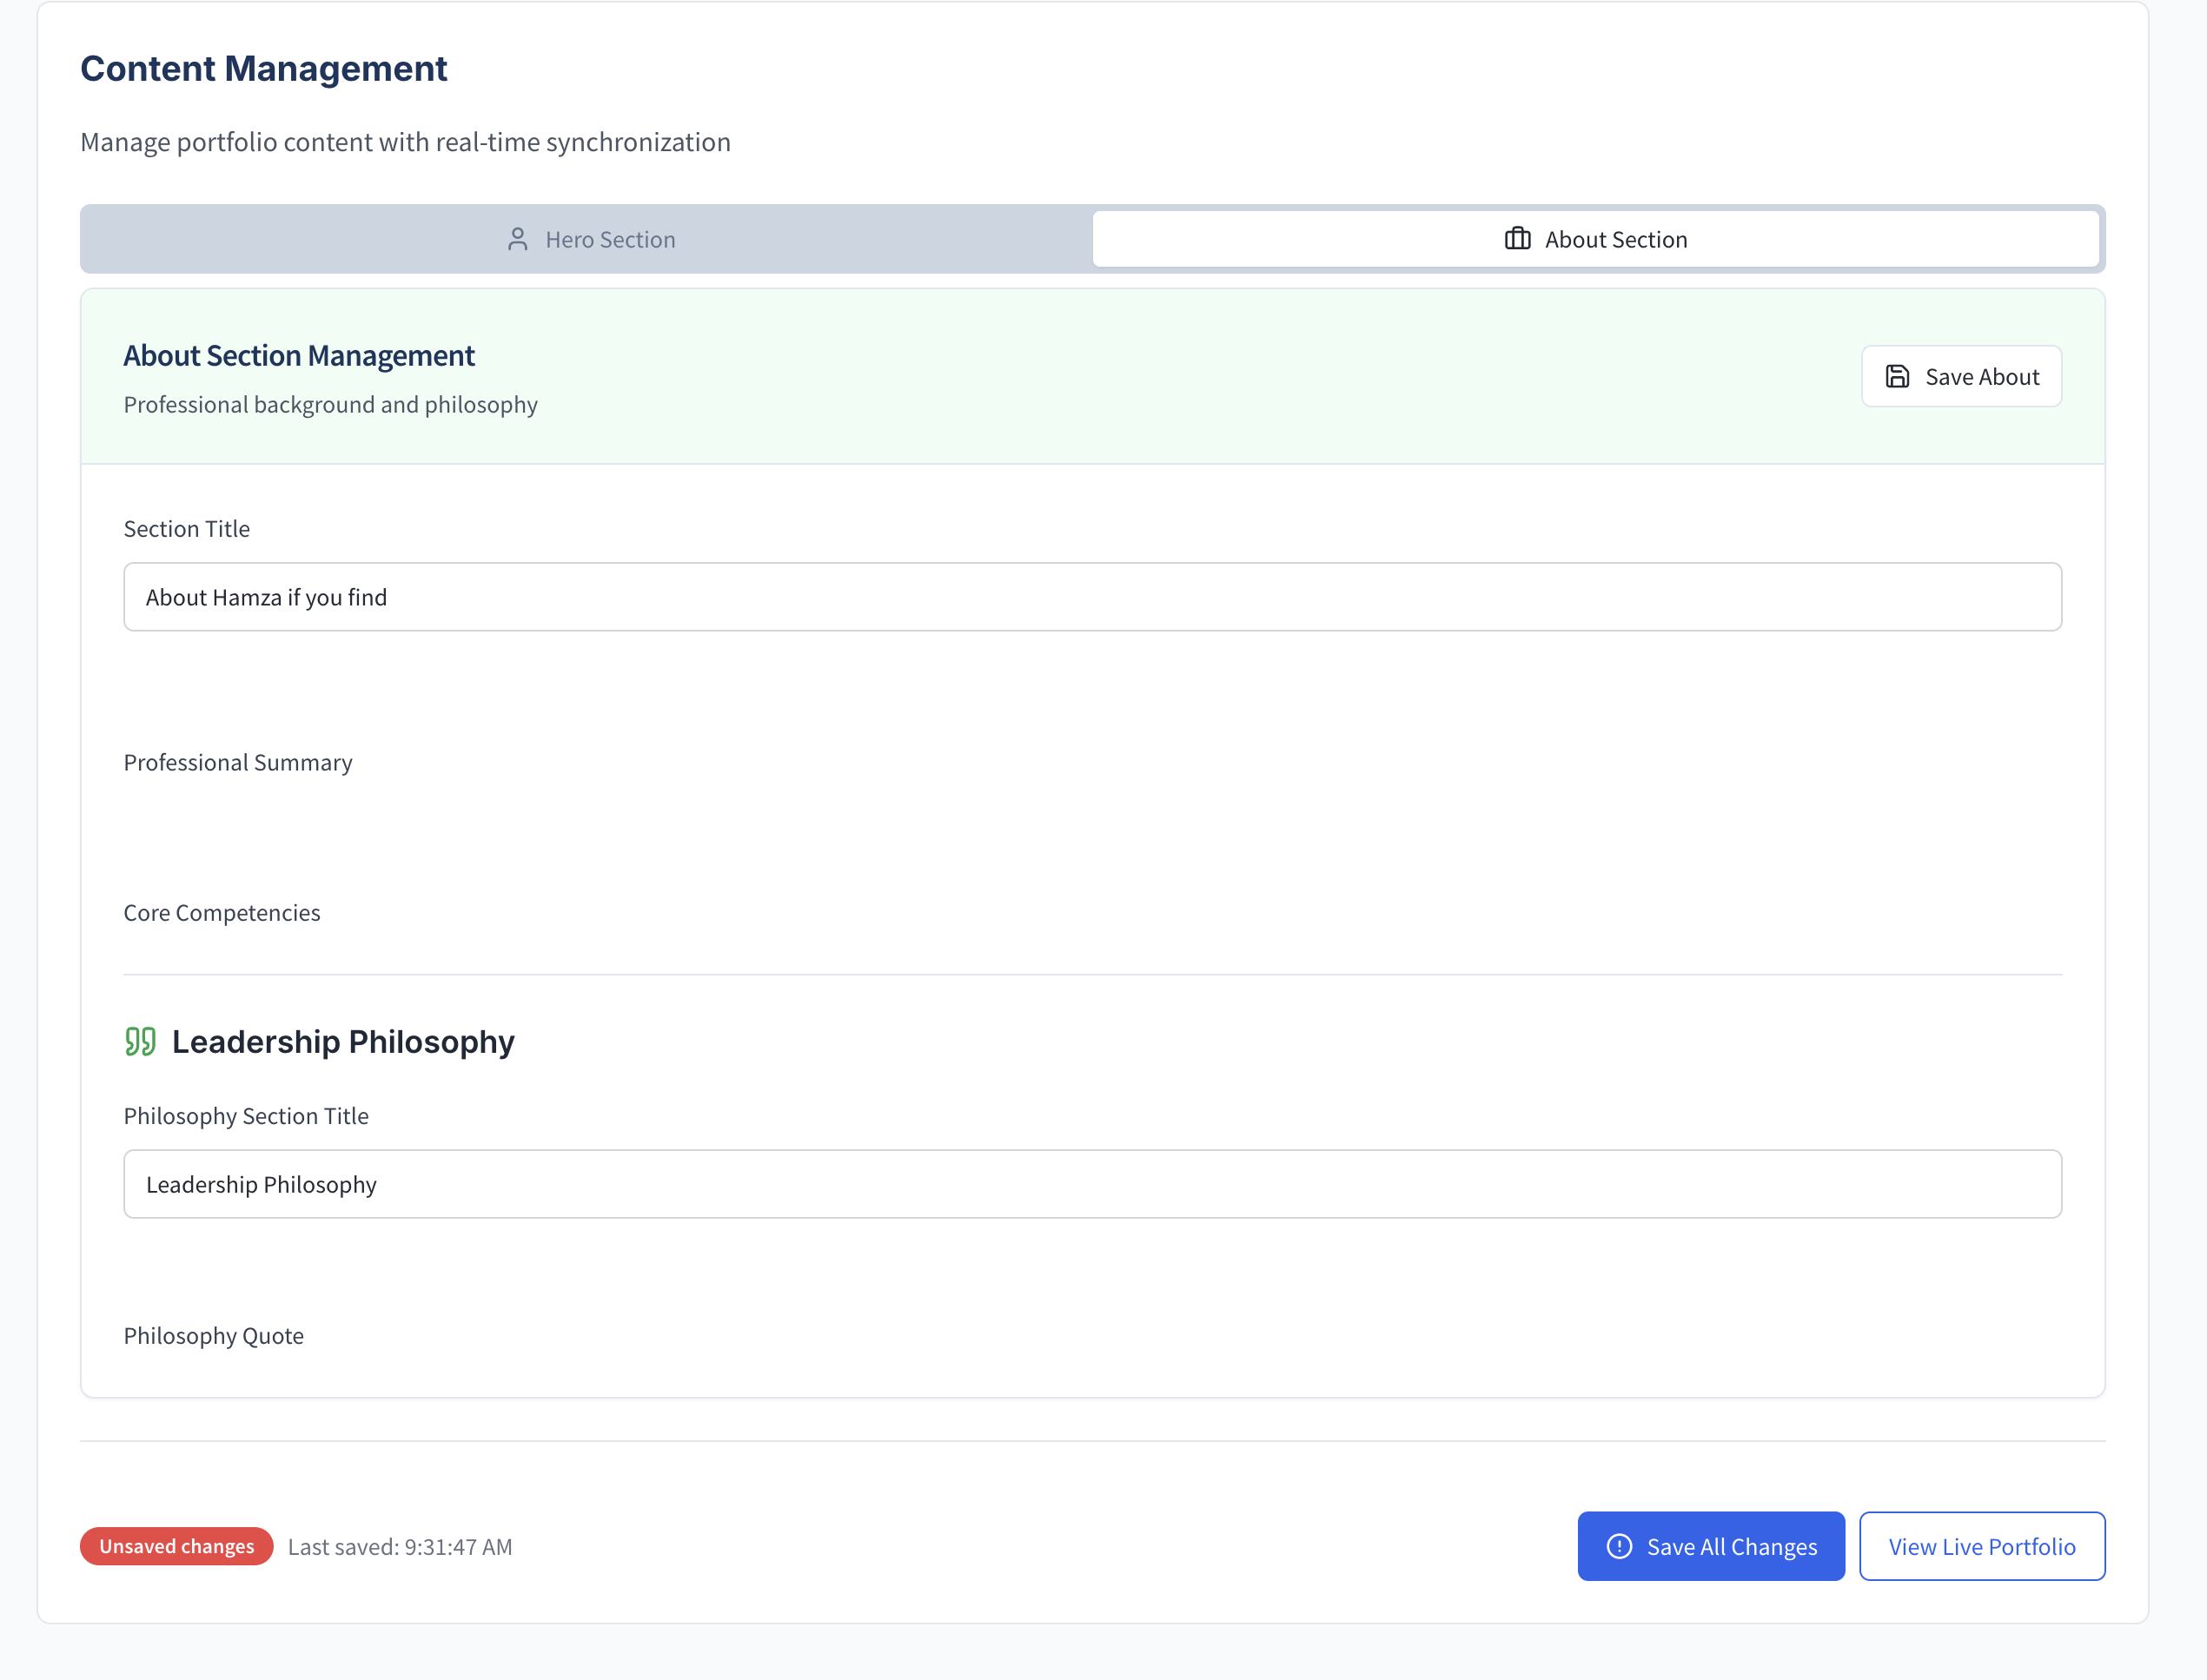 Content Management
Manage portfolio content with real-time synchronization
Hero Section
About Section
About Section Management
Professional background and philosophy
Save About
Section Title
About Hamza if you find
Professional Summary
Core Competencies
Leadership Philosophy
Philosophy Section Title
Leadership Philosophy
Philosophy Quote
Unsaved changes
Last saved: 9:31:47 AM
Save All Changes
View Live Portfolio